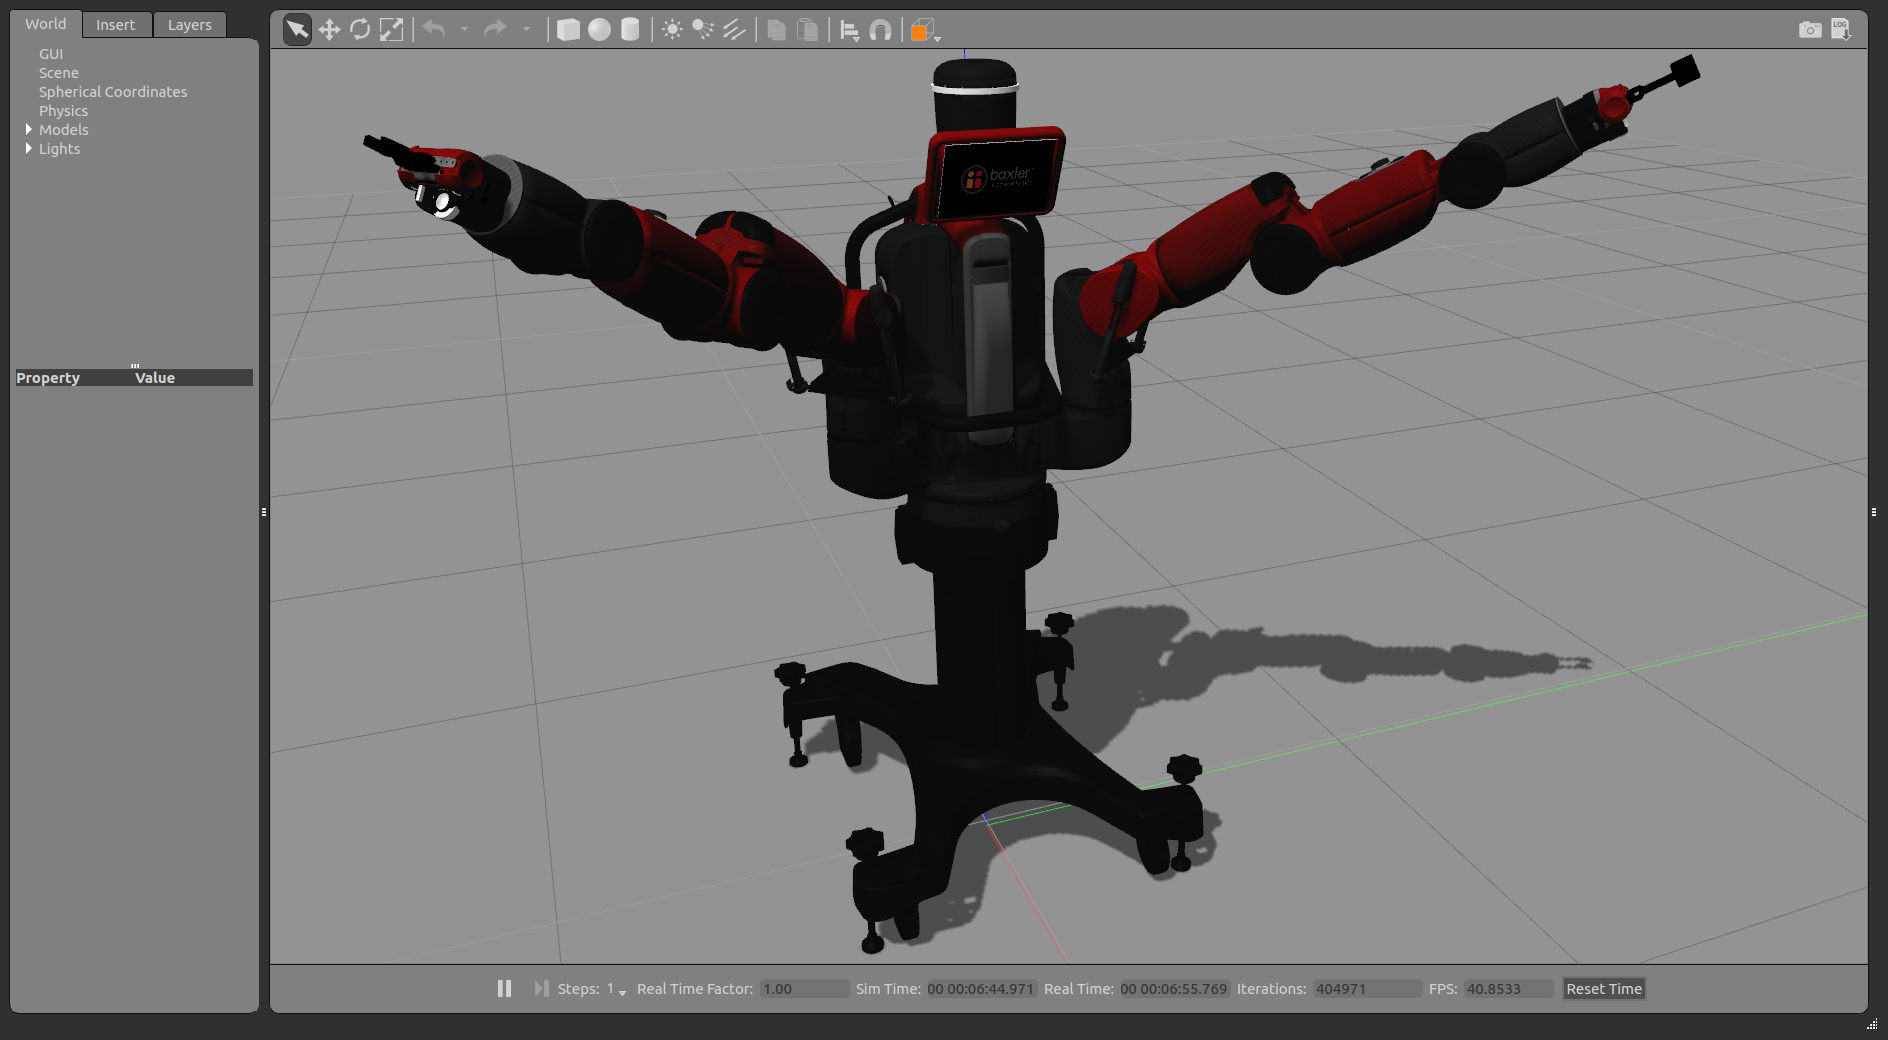 World Insert Layers
GUI
Scene
Spherical Coordinates
Physics
Models
Lights
Property Value
LOG
baxter
Steps: 1 Real Time Factor: 1.00 Sim Time: 00 00:06:44.971 Real Time: 00 00:06:55.769 Iterations: 404971 FPS: 40.8533 Reset Time